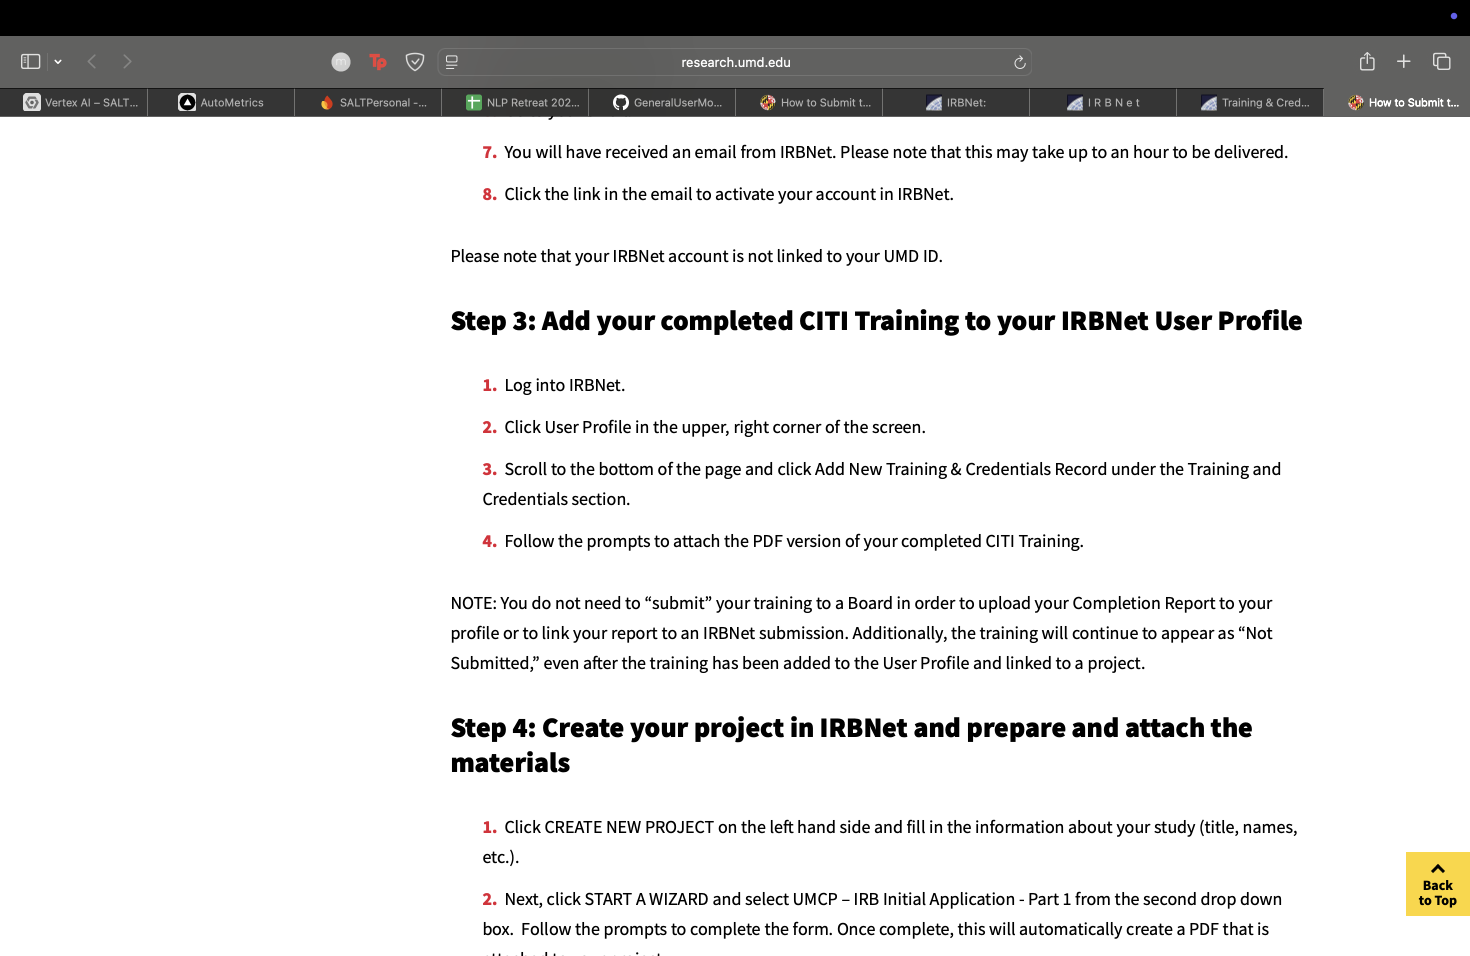 research.umd.edu
Vertex AI – SALT...
AutoMetrics
SALTPersonal -...
NLP Retreat 202...
GeneralUserMo...
How to Submit t...
IRBNet:
I R B N e t
Training & Cred...
How to Submit t...
7. You will have received an email from IRBNet. Please note that this may take up to an hour to be delivered.
8. Click the link in the email to activate your account in IRBNet.
Please note that your IRBNet account is not linked to your UMD ID.
Step 3: Add your completed CITI Training to your IRBNet User Profile
1. Log into IRBNet.
2. Click User Profile in the upper, right corner of the screen.
3. Scroll to the bottom of the page and click Add New Training & Credentials Record under the Training and
Credentials section.
4. Follow the prompts to attach the PDF version of your completed CITI Training.
NOTE: You do not need to “submit” your training to a Board in order to upload your Completion Report to your
profile or to link your report to an IRBNet submission. Additionally, the training will continue to appear as “Not
Submitted,” even after the training has been added to the User Profile and linked to a project.
Step 4: Create your project in IRBNet and prepare and attach the
materials
1. Click CREATE NEW PROJECT on the left hand side and fill in the information about your study (title, names,
etc.).
2. Next, click START A WIZARD and select UMCP – IRB Initial Application - Part 1 from the second drop down
box. Follow the prompts to complete the form. Once complete, this will automatically create a PDF that is
Back
to Top